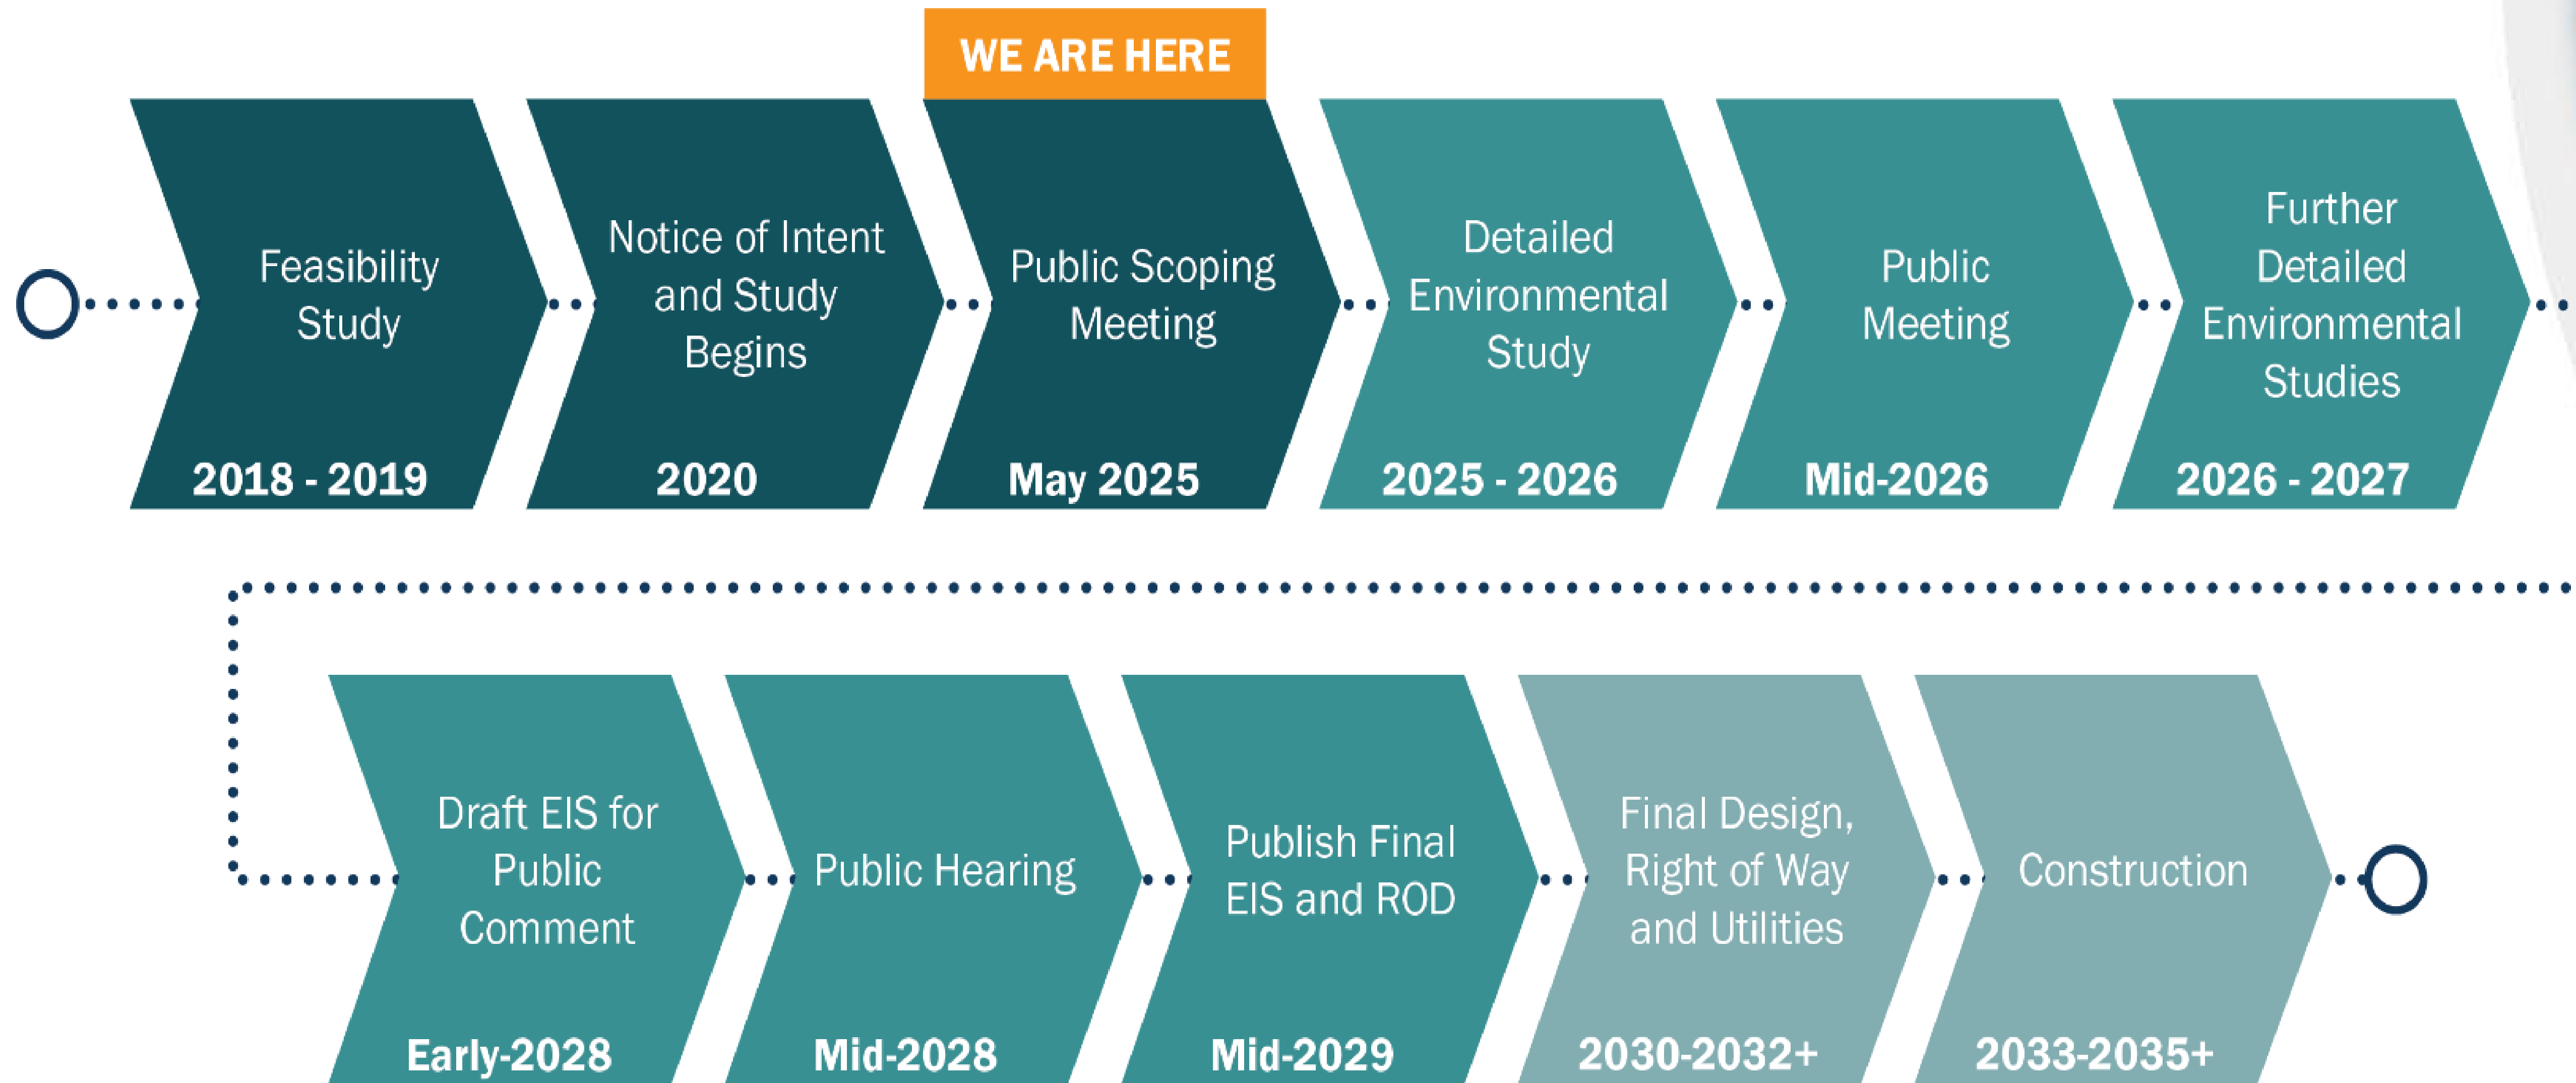 WE ARE HERE
Feasibility
Study
2018 - 2019
Notice of Intent
and Study
Begins
2020
Public Scoping
Meeting
May 2025
Detailed
Environmental
Study
2025 - 2026
Public
Meeting
Mid-2026
Further
Detailed
Environmental
Studies
2026 - 2027
Draft EIS for
Public
Comment
Early-2028
Public Hearing
Mid-2028
Publish Final
EIS and ROD
Mid-2029
Final Design,
Right of Way
and Utilities
2030-2032+
Construction
2033-2035+